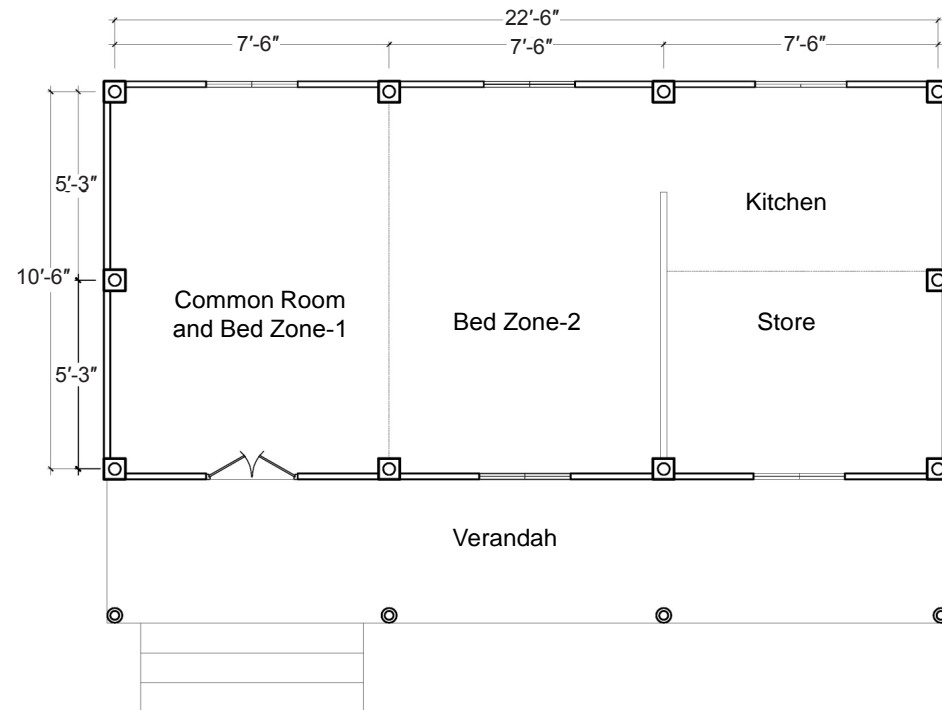 22′-6″
7′-6″
7′-6″
7′-6″
5′-3″
Kitchen
10′-6″
Common Room
and Bed Zone-1
Bed Zone-2
Store
5′-3″
Verandah